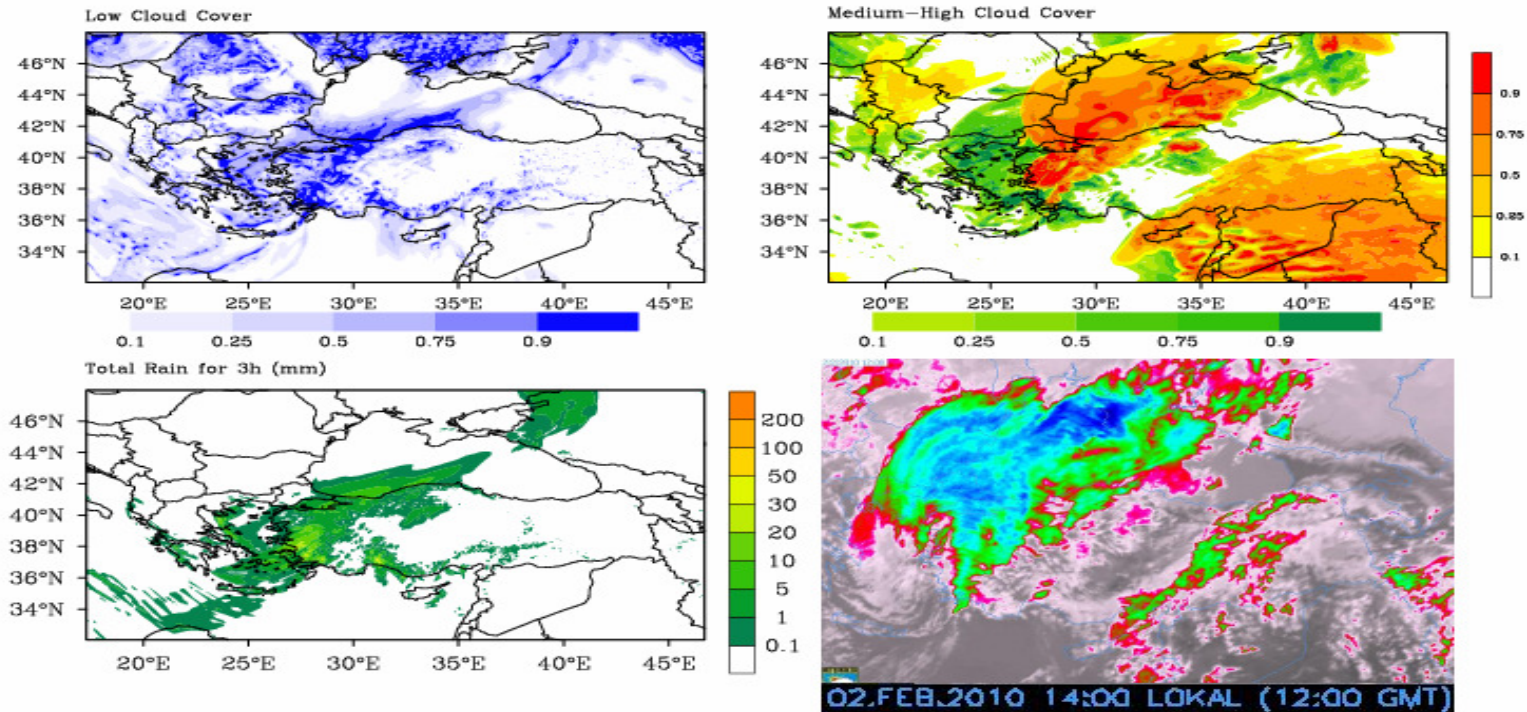 Low Cloud Cover
46°N
44°N
42°N
40°N
38°N
36°N
34°N
20°E 25°E 30°E 35°E 40°E 45°E
0.1 0.25 0.5 0.75 0.9
Medium-High Cloud Cover
46°N
44°N
42°N
40°N
38°N
36°N
34°N
20°E 25°E 30°E 35°E 40°E 45°E
0.1 0.25 0.5 0.75 0.9
0.9
0.75
0.5
0.25
0.1
Total Rain for 3h (mm)
46°N
44°N
42°N
40°N
38°N
36°N
34°N
20°E 25°E 30°E 35°E 40°E 45°E
200
100
50
30
20
10
5
1
0.1
02.FEB.2010 14:00 LOKAL (12:00 GMT)